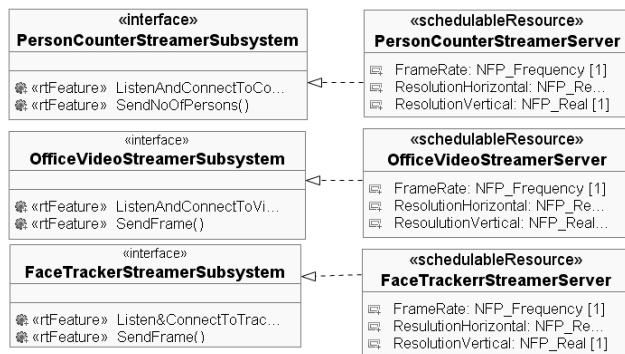 «interface»
PersonCounterStreamerSubsystem
«rtFeature» ListenAndConnectToCo...
«rtFeature» SendNoOfPersons()
«schedulableResource»
PersonCounterStreamerServer
FrameRate: NFP_Frequency [1]
ResolutionHorizontal: NFP_Re...
ResolutionVertical: NFP_Real [1]
«interface»
OfficeVideoStreamerSubsystem
«rtFeature» ListenAndConnectToVi...
«rtFeature» SendFrame()
«schedulableResource»
OfficeVideoStreamerServer
FrameRate: NFP_Frequency [1]
ResolutionHorizontal: NFP_Re...
ResoulutionVertical: NFP_Real...
«interface»
FaceTrackerStreamerSubsystem
«rtFeature» Listen&ConnectToTrac...
«rtFeature» SendFrame()
«schedulableResource»
FaceTrackerrStreamerServer
FrameRate: NFP_Frequency [1]
ResulutionHorizontal: NFP_Re...
ResolutionVertical: NFP_Real [1]